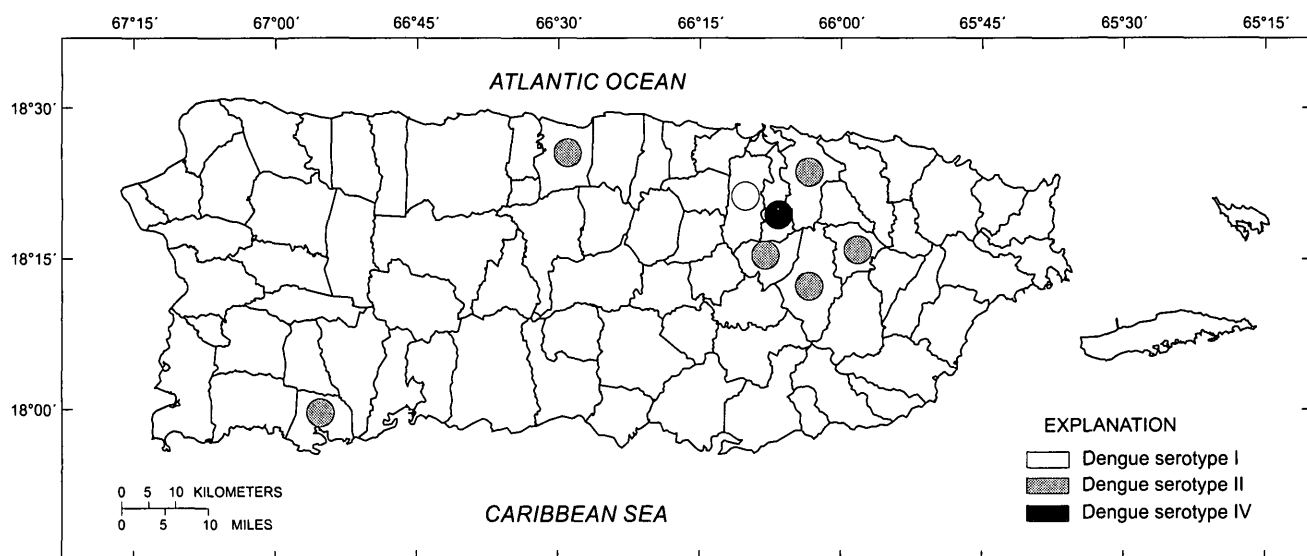 67°15´ 67°00´ 66°45´ 66°30´ 66°15´ 66°00´ 65°45´ 65°30´ 65°15´
ATLANTIC OCEAN
18°30´
18°15´
18°00´
EXPLANATION
Dengue serotype I
Dengue serotype II
Dengue serotype IV
0 5 10 KILOMETERS
0 5 10 MILES
CARIBBEAN SEA